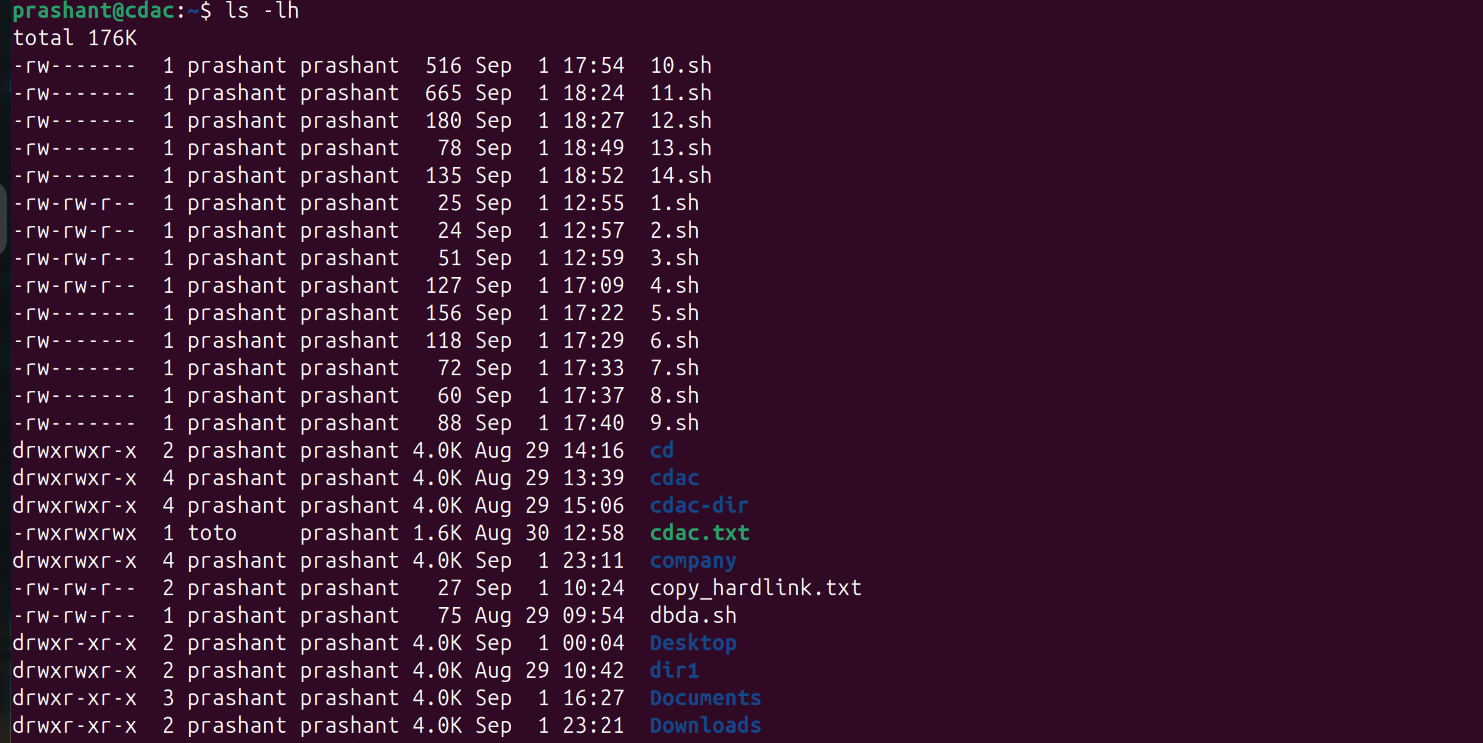 prashant@cdac:~$ ls -lh
total 176K
-rw-------  1 prashant prashant  516 Sep  1 17:54  10.sh
-rw-------  1 prashant prashant  665 Sep  1 18:24  11.sh
-rw-------  1 prashant prashant  180 Sep  1 18:27  12.sh
-rw-------  1 prashant prashant   78 Sep  1 18:49  13.sh
-rw-------  1 prashant prashant  135 Sep  1 18:52  14.sh
-rw-rw-r--  1 prashant prashant   25 Sep  1 12:55  1.sh
-rw-rw-r--  1 prashant prashant   24 Sep  1 12:57  2.sh
-rw-rw-r--  1 prashant prashant   51 Sep  1 12:59  3.sh
-rw-rw-r--  1 prashant prashant  127 Sep  1 17:09  4.sh
-rw-------  1 prashant prashant  156 Sep  1 17:22  5.sh
-rw-------  1 prashant prashant  118 Sep  1 17:29  6.sh
-rw-------  1 prashant prashant   72 Sep  1 17:33  7.sh
-rw-------  1 prashant prashant   60 Sep  1 17:37  8.sh
-rw-------  1 prashant prashant   88 Sep  1 17:40  9.sh
drwxrwxr-x  2 prashant prashant 4.0K Aug 29 14:16  cd
drwxrwxr-x  4 prashant prashant 4.0K Aug 29 13:39  cdac
drwxrwxr-x  4 prashant prashant 4.0K Aug 29 15:06  cdac-dir
-rwxrwxrwx  1 toto     prashant 1.6K Aug 30 12:58  cdac.txt
drwxrwxr-x  4 prashant prashant 4.0K Sep  1 23:11  company
-rw-rw-r--  2 prashant prashant   27 Sep  1 10:24  copy_hardlink.txt
-rw-rw-r--  1 prashant prashant   75 Aug 29 09:54  dbda.sh
drwxr-xr-x  2 prashant prashant 4.0K Sep  1 00:04  Desktop
drwxrwxr-x  2 prashant prashant 4.0K Aug 29 10:42  dir1
drwxr-xr-x  3 prashant prashant 4.0K Sep  1 16:27  Documents
drwxr-xr-x  2 prashant prashant 4.0K Sep  1 23:21  Downloads